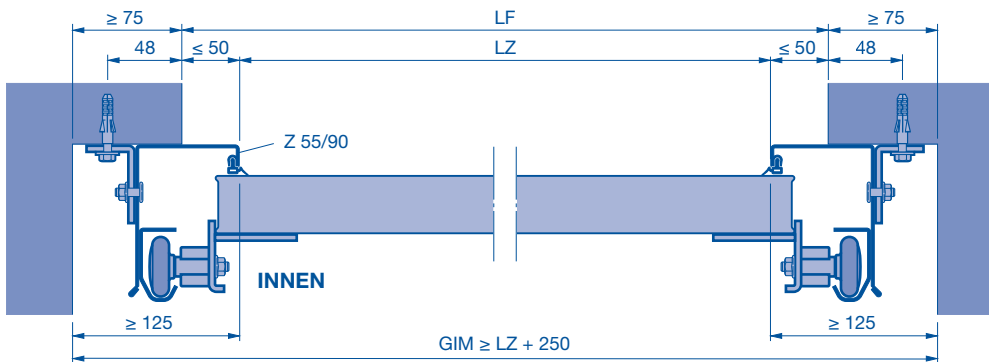 ≥ 75 LF ≥ 75
48 ≤ 50 LZ ≤ 50 48
Z 55/90
INNEN
≥ 125 ≥ 125
GIM ≥ LZ + 250